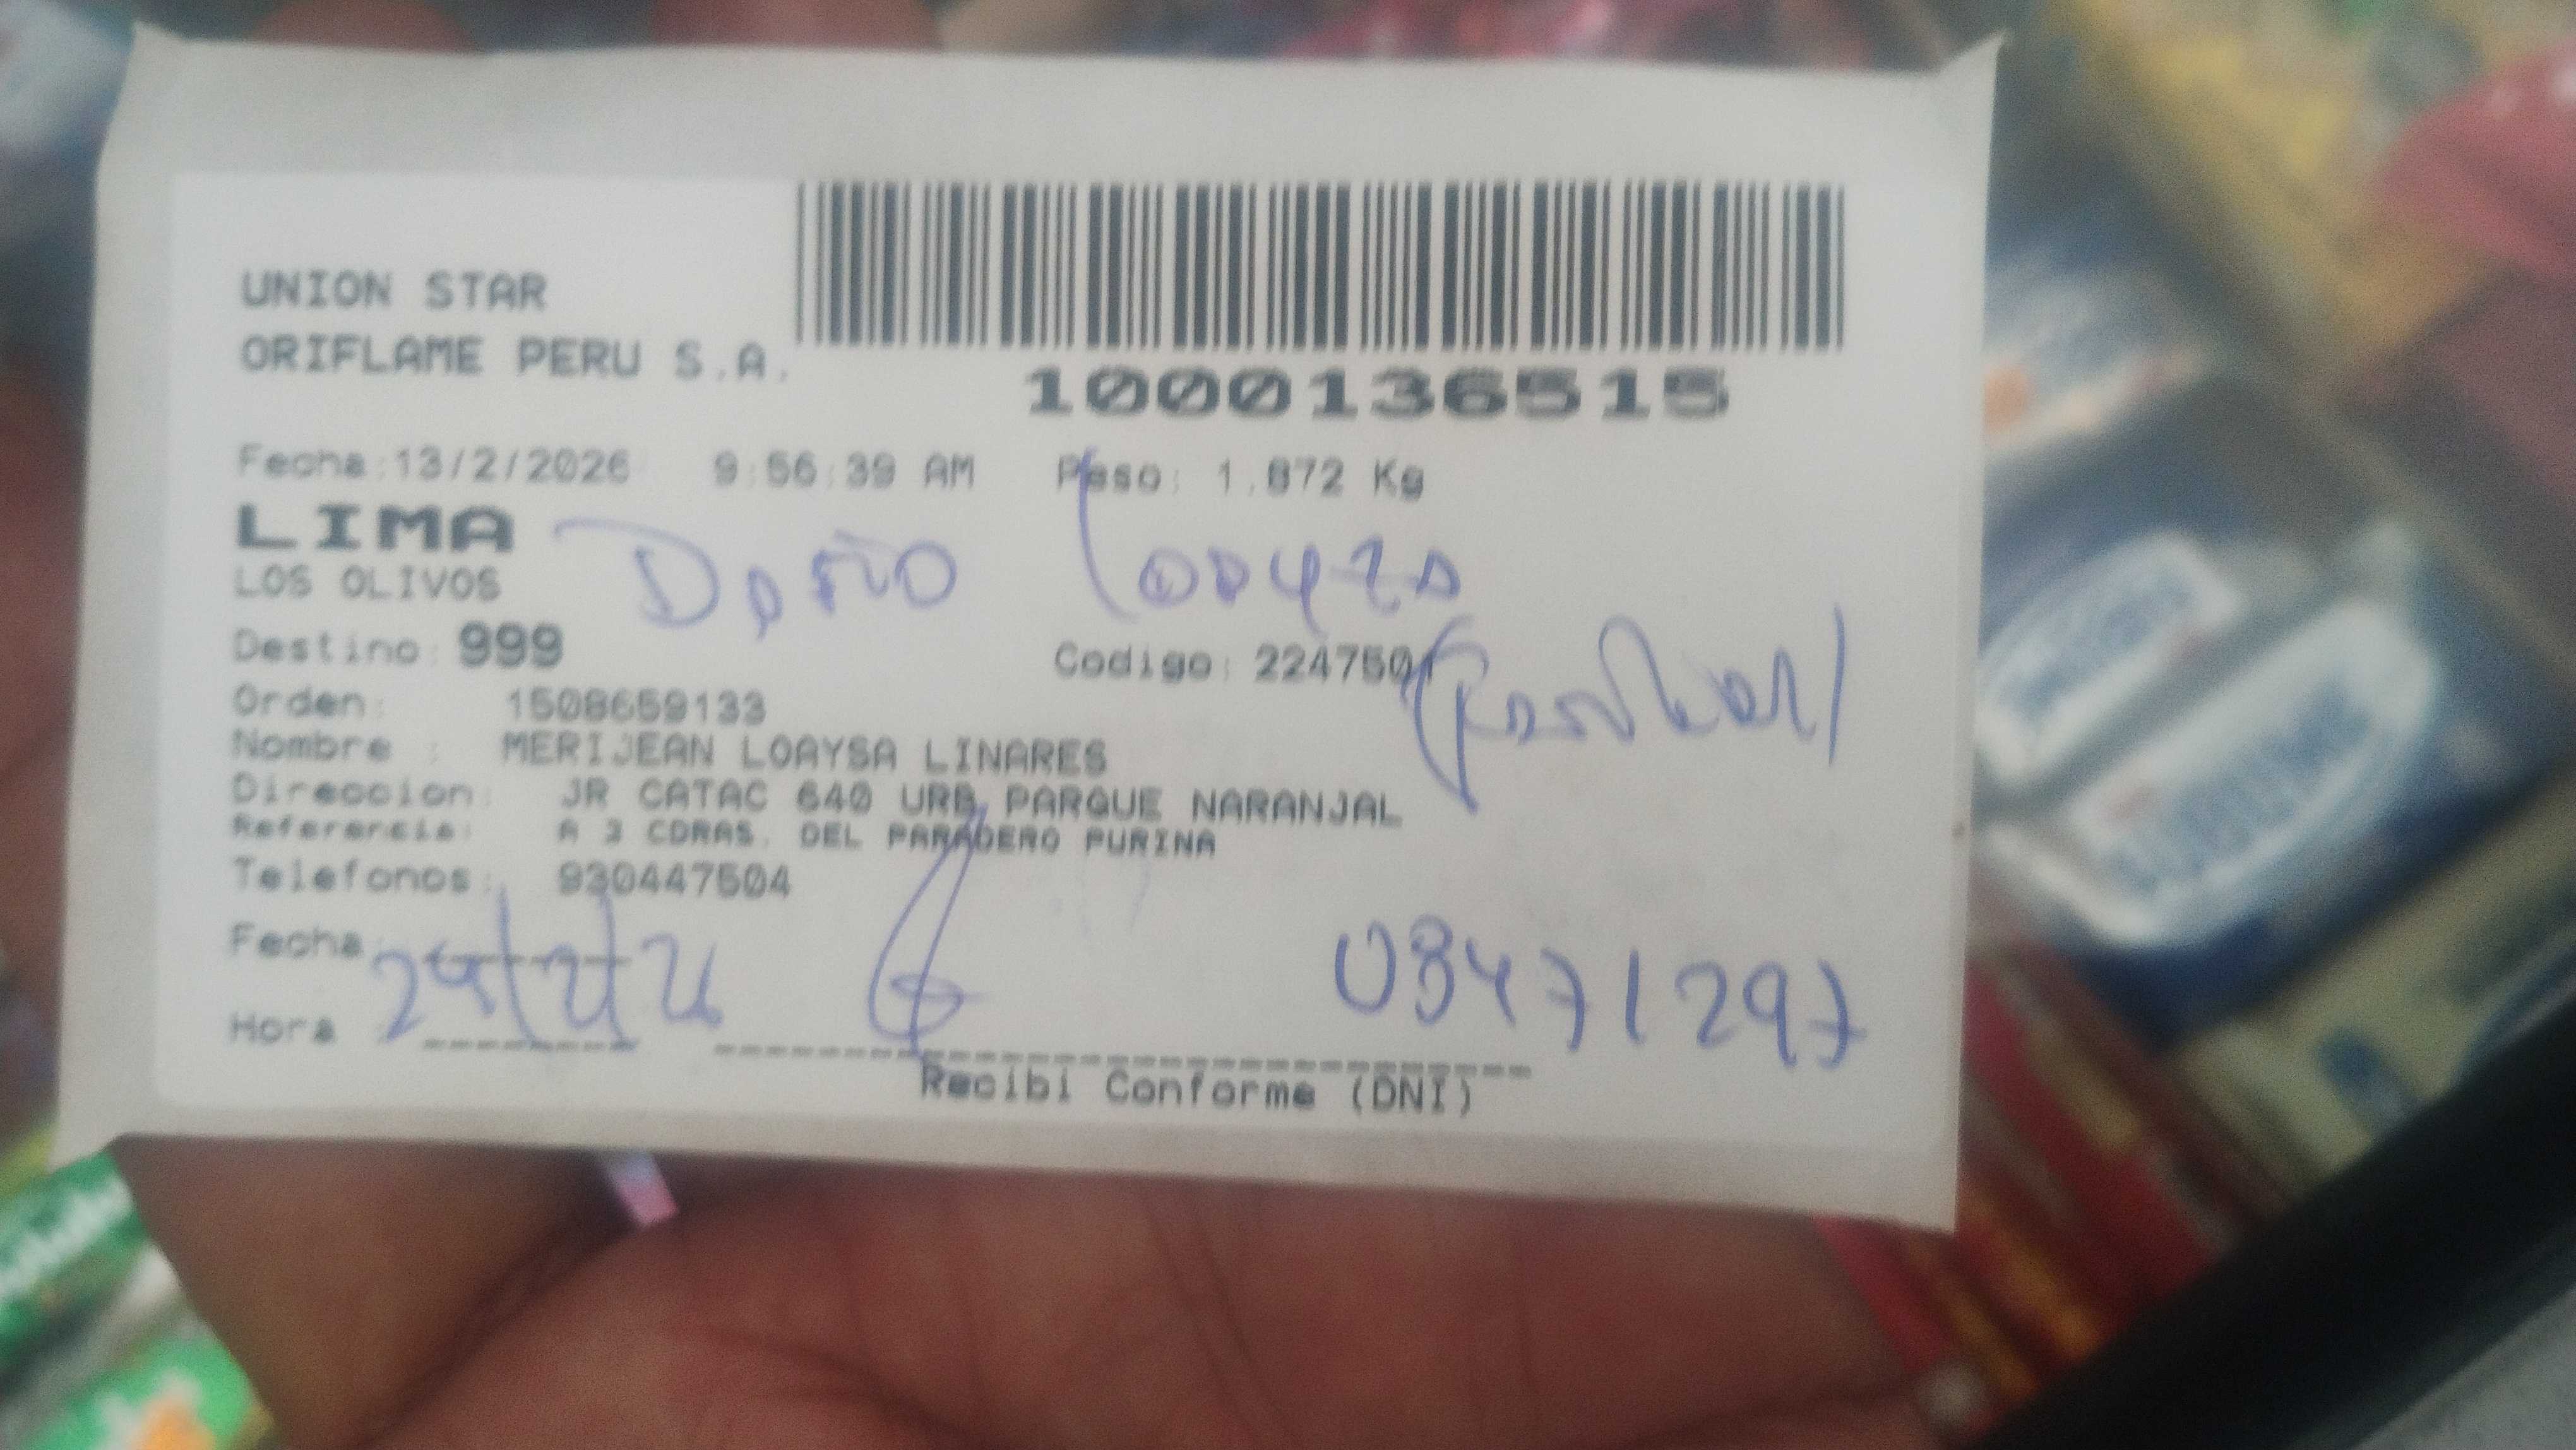 UNION STAR
ORIFLAME PERU S.A.
1000136515
Fecha:13/2/2026 9:56:39 AM Peso: 1.872 Kg
LIMA
LOS OLIVOS
Destino: 999
Codigo: 2247501
Orden: 1508659133
Nombre : MERIJEAN LOAYSA LINARES
Direccion: JR CATAC 640 URB PARQUE NARANJAL
Referencia: A 3 CDRAS. DEL PARADERO PURINA
Telefonos: 930447504
Fecha:
Hora
08471297
Recibi Conforme (DNI)